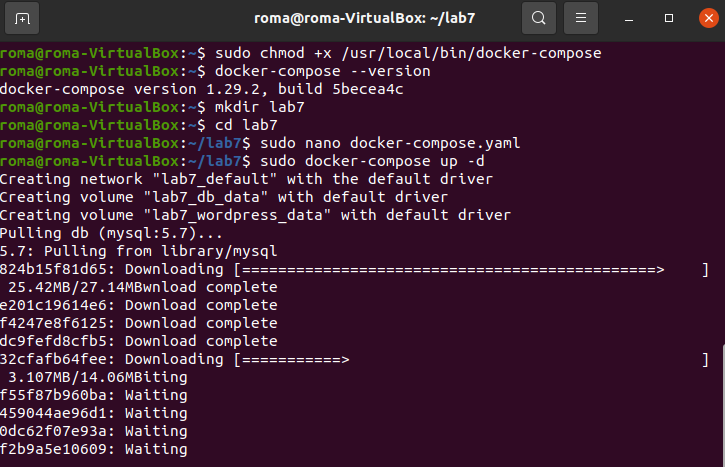 roma@roma-VirtualBox: ~/lab7
roma@roma-VirtualBox:~$ sudo chmod +x /usr/local/bin/docker-compose
roma@roma-VirtualBox:~$ docker-compose --version
docker-compose version 1.29.2, build 5becea4c
roma@roma-VirtualBox:~$ mkdir lab7
roma@roma-VirtualBox:~$ cd lab7
roma@roma-VirtualBox:~/lab7$ sudo nano docker-compose.yaml
roma@roma-VirtualBox:~/lab7$ sudo docker-compose up -d
Creating network "lab7_default" with the default driver
Creating volume "lab7_db_data" with default driver
Creating volume "lab7_wordpress_data" with default driver
Pulling db (mysql:5.7)...
5.7: Pulling from library/mysql
824b15f81d65: Downloading [==============================================>    ]
 25.42MB/27.14MBwnload complete
e201c19614e6: Download complete
f4247e8f6125: Download complete
dc9fefd8cfb5: Download complete
32cfafb64fee: Downloading [===========>                                       ]
 3.107MB/14.06MBiting
f55f87b960ba: Waiting
459044ae96d1: Waiting
0dc62f07e93a: Waiting
f2b9a5e10609: Waiting